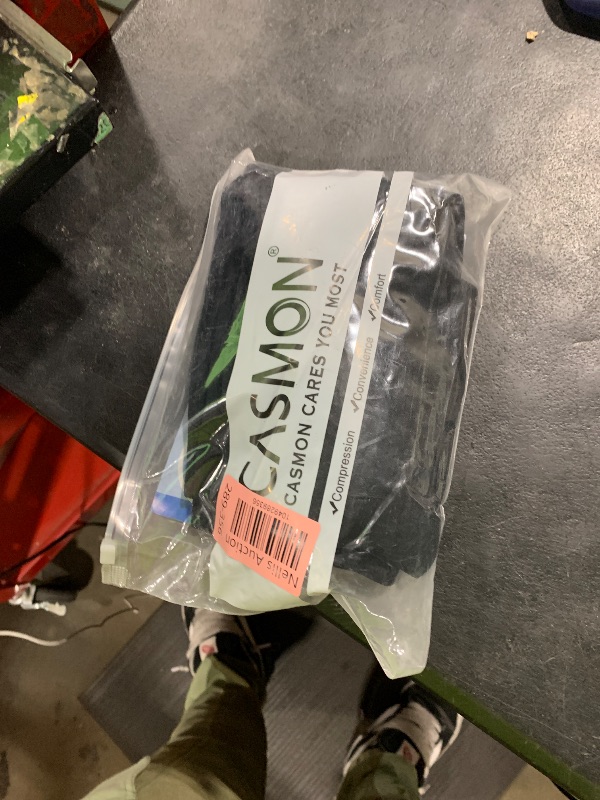 CASMON®
CASMON CARES YOU MOST
✓Compression ✓Convenience ✓Comfort
Nellis Auction